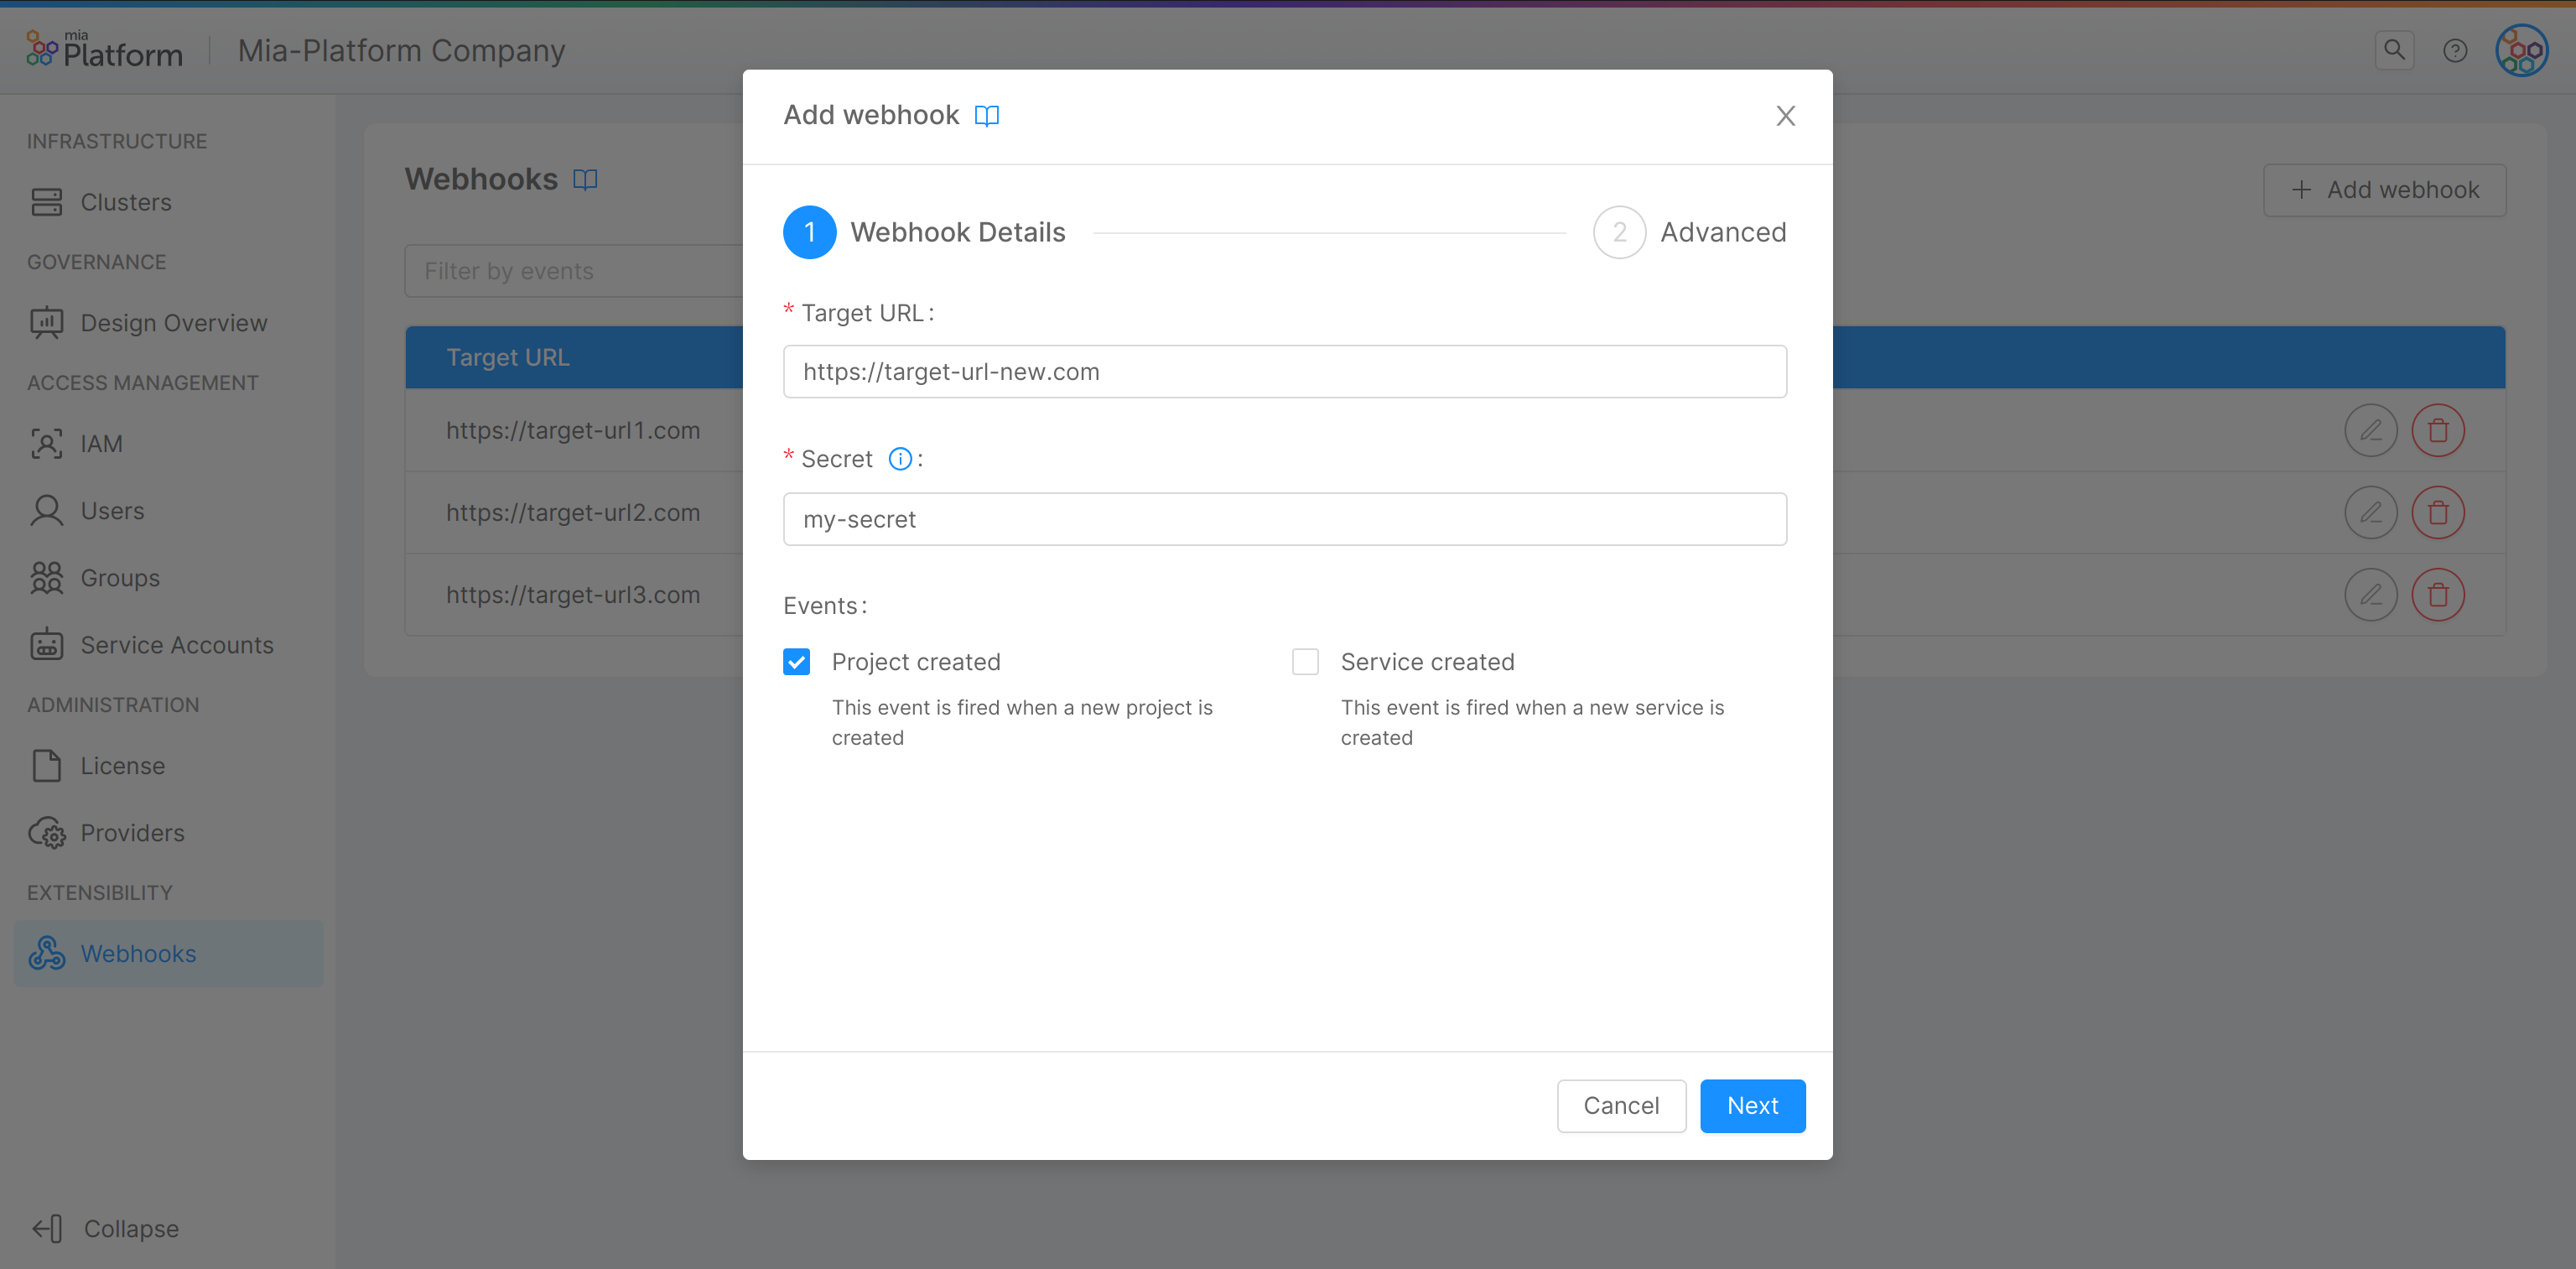 mia
Platform
Mia-Platform Company
INFRASTRUCTURE
Clusters
GOVERNANCE
Design Overview
ACCESS MANAGEMENT
IAM
Users
Groups
Service Accounts
ADMINISTRATION
License
Providers
EXTENSIBILITY
Webhooks
Collapse
Webhooks
Add webhook
Filter by events
Target URL
https://target-url1.com
https://target-url2.com
https://target-url3.com
Add webhook
1 Webhook Details
2 Advanced
* Target URL:
https://target-url-new.com
* Secret :
my-secret
Events:
Project created
This event is fired when a new project is
created
Service created
This event is fired when a new service is
created
Cancel
Next